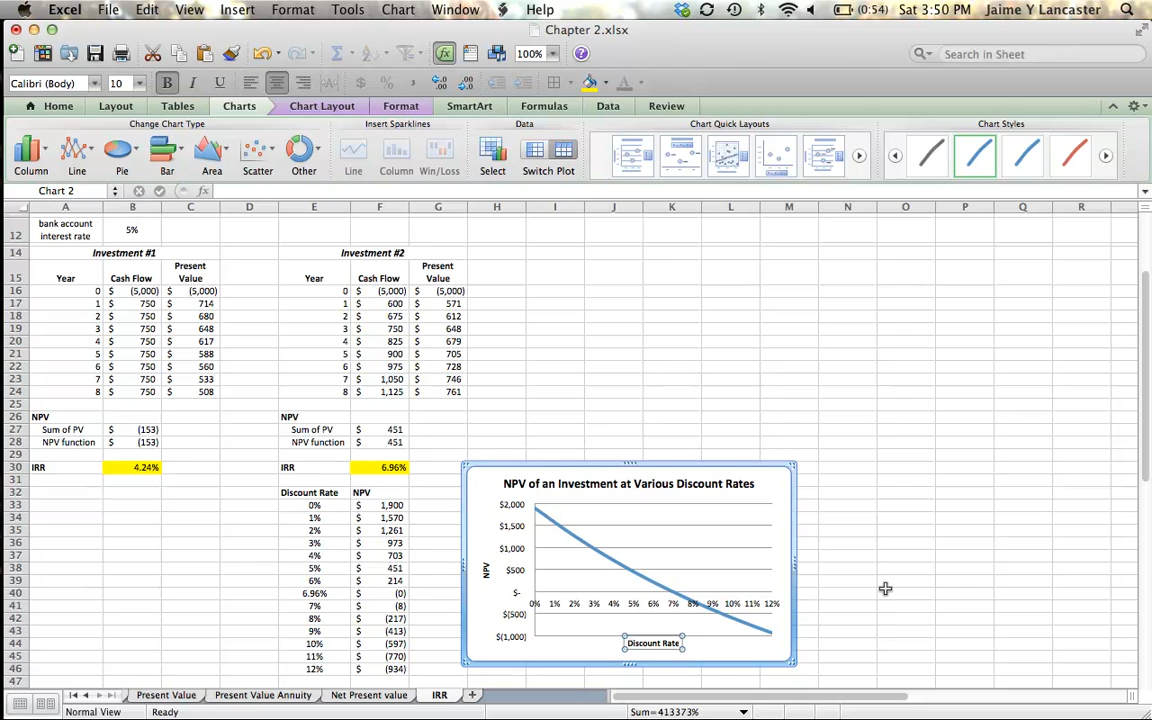 Excel File Edit View Insert Format Tools Chart Window Help (0:54) Sat 3:50 PM Jaime Y Lancaster
Chapter 2.xlsx
100% Search in Sheet
Calibri (Body) 10 B I U
Home Layout Tables Charts Chart Layout Format SmartArt Formulas Data Review
Change Chart Type Insert Sparklines Data Chart Quick Layouts Chart Styles
Column Line Pie Bar Area Scatter Other Line Column Win/Loss Select Switch Plot
Chart 2 fx
A B C D E F G H I J K L M N O P Q R
bank account
12 interest rate 5%
14 Investment #1 Investment #2
Present Present
15 Year Cash Flow Value Year Cash Flow Value
16 0 $ (5,000) $ (5,000) 0 $ (5,000) $ (5,000)
17 1 $ 750 $ 714 1 $ 600 $ 571
18 2 $ 750 $ 680 2 $ 675 $ 612
19 3 $ 750 $ 648 3 $ 750 $ 648
20 4 $ 750 $ 617 4 $ 825 $ 679
21 5 $ 750 $ 588 5 $ 900 $ 705
22 6 $ 750 $ 560 6 $ 975 $ 728
23 7 $ 750 $ 533 7 $ 1,050 $ 746
24 8 $ 750 $ 508 8 $ 1,125 $ 761
25
26 NPV NPV
27 Sum of PV $ (153) Sum of PV $ 451
28 NPV function $ (153) NPV function $ 451
29
30 IRR 4.24% IRR 6.96%
31
32 Discount Rate NPV
33 0% $ 1,900
34 1% $ 1,570
35 2% $ 1,261
36 3% $ 973
37 4% $ 703
38 5% $ 451
39 6% $ 214
40 6.96% $ (0)
41 7% $ (8)
42 8% $ (217)
43 9% $ (413)
44 10% $ (597)
45 11% $ (770)
46 12% $ (934)
47
NPV of an Investment at Various Discount Rates
$2,000
$1,500
$1,000
$500
$-
0% 1% 2% 3% 4% 5% 6% 7% 8% 9% 10% 11% 12%
$(500)
$(1,000)
NPV
Discount Rate
Present Value Present Value Annuity Net Present value IRR
Normal View Ready Sum=413373%